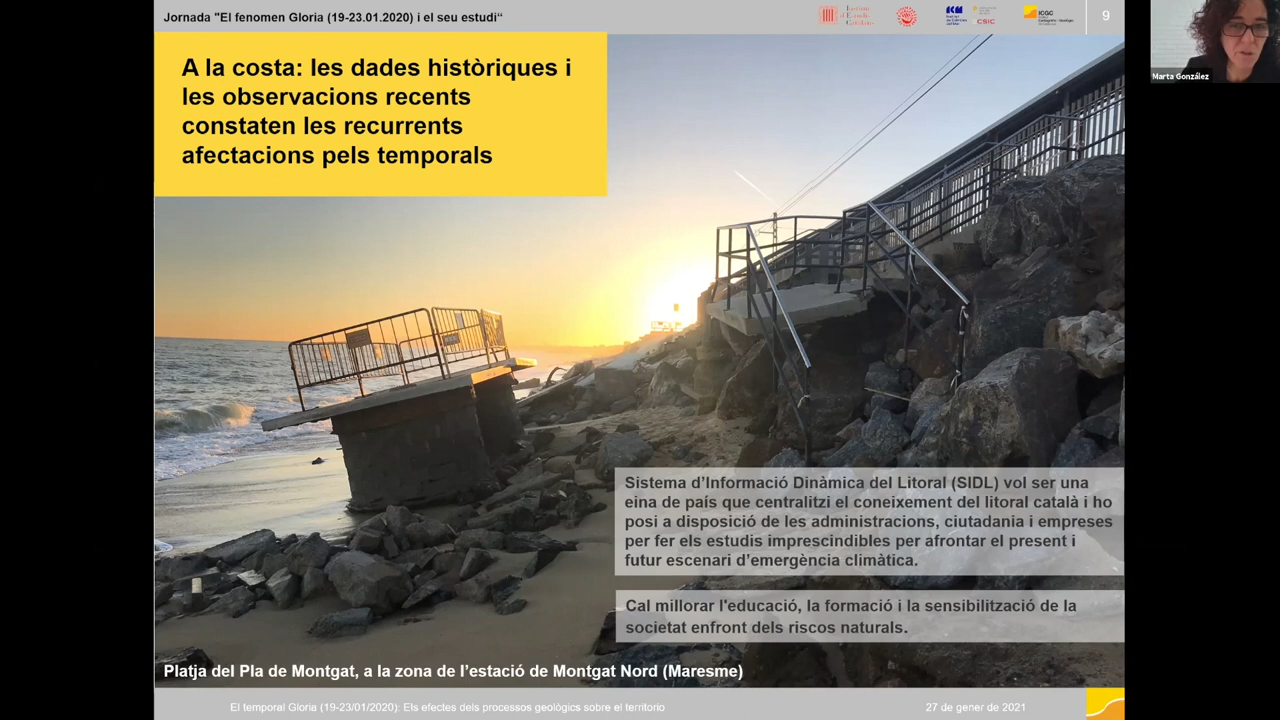 Jornada "El fenomen Gloria (19-23.01.2020) i el seu estudi“
Institut
d'Estudis
Catalans
CSIC
ICGC
9
Marta González
A la costa: les dades històriques i
les observacions recents
constaten les recurrents
afectacions pels temporals
Sistema d’Informació Dinàmica del Litoral (SIDL) vol ser una
eina de país que centralitzi el coneixement del litoral català i ho
posi a disposició de les administracions, ciutadania i empreses
per fer els estudis imprescindibles per afrontar el present i
futur escenari d’emergència climàtica.
Cal millorar l'educació, la formació i la sensibilització de la
societat enfront dels riscos naturals.
Platja del Pla de Montgat, a la zona de l’estació de Montgat Nord (Maresme)
El temporal Gloria (19-23/01/2020): Els efectes dels processos geològics sobre el territorio
27 de gener de 2021